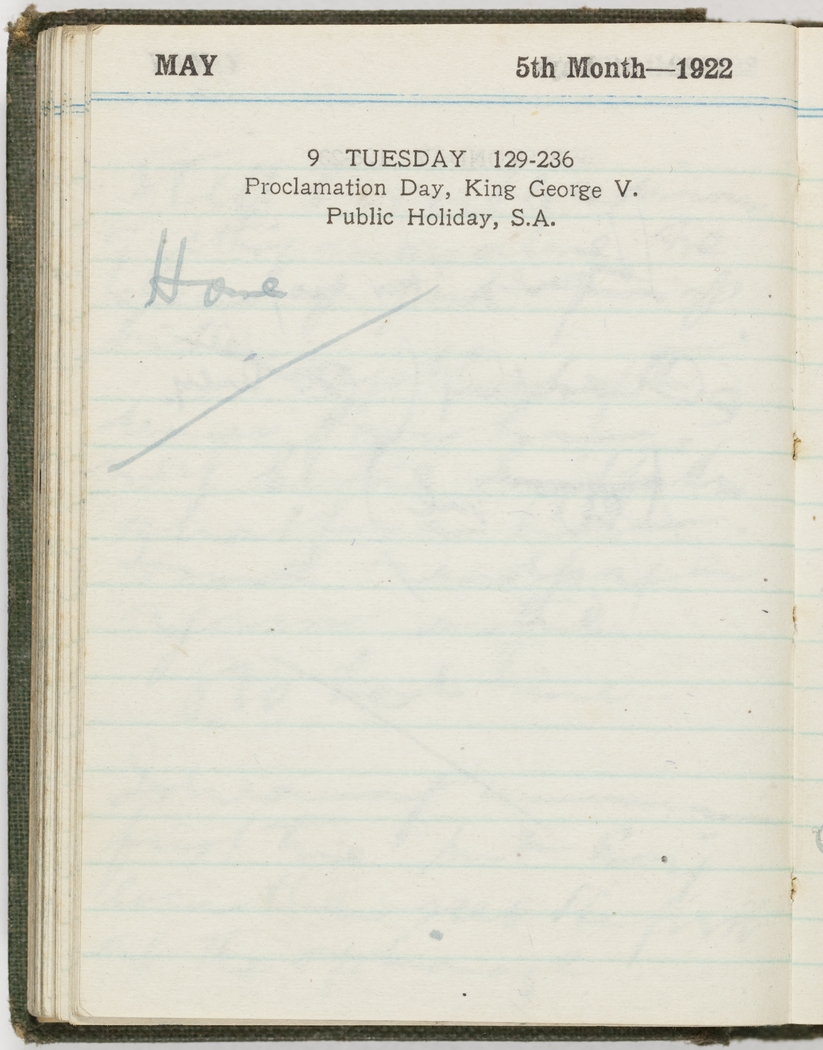 MAY 5th Month—1922
9 TUESDAY 129-236
Proclamation Day, King George V.
Public Holiday, S.A.
Home